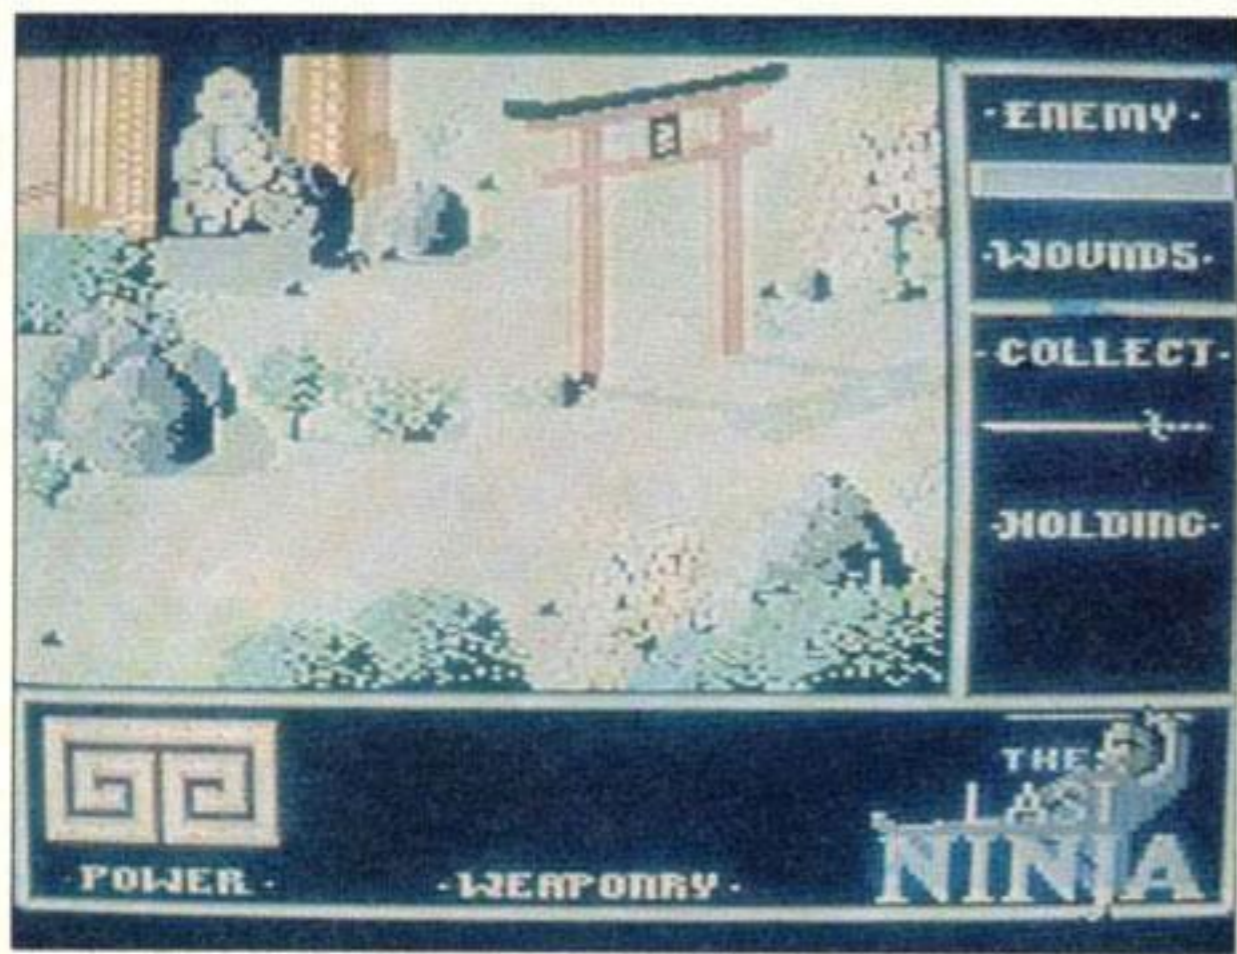 ·ENEMY·
·WOUNDS·
·COLLECT·
·HOLDING·
·POWER·
·WEAPONRY·
THE
LAST
NINJA